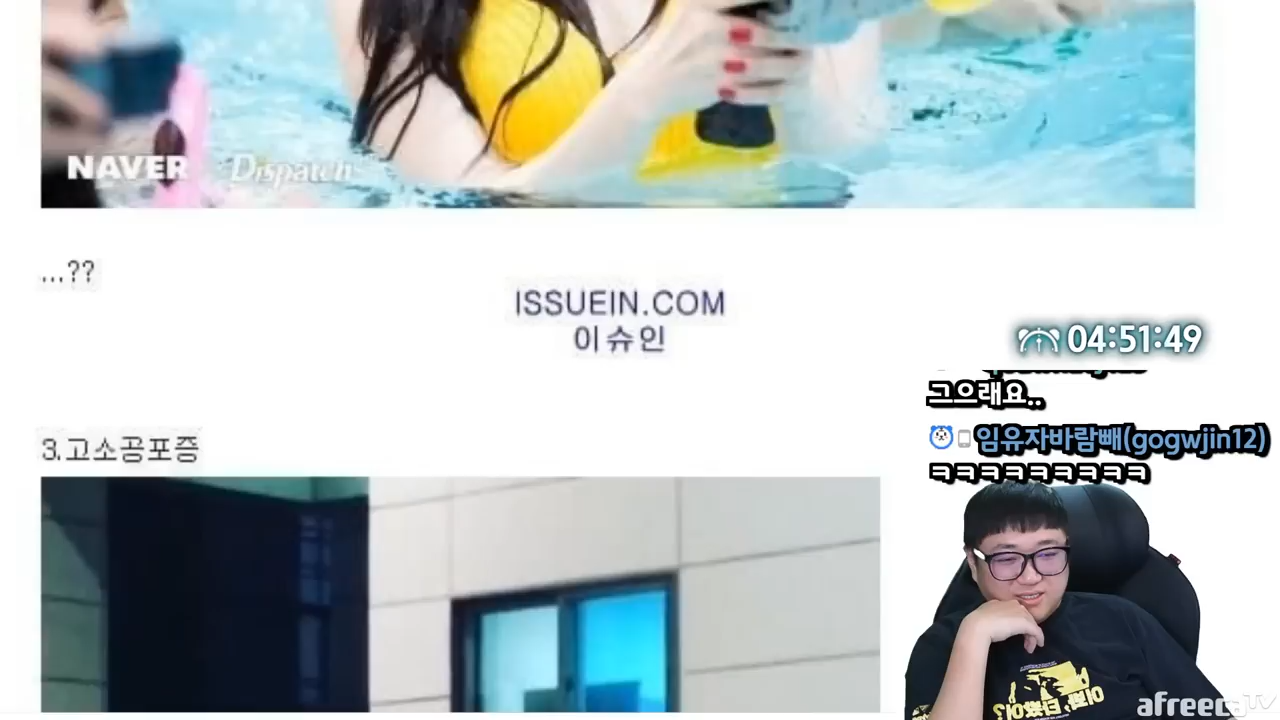 NAVER Dispatch
...??
ISSUEIN.COM
이슈인
04:51:49
그으래요..
임유자바람빼(gogwjin12)
ㅋㅋㅋㅋㅋㅋㅋㅋㅋ
3.고소공포증
afreecaTV